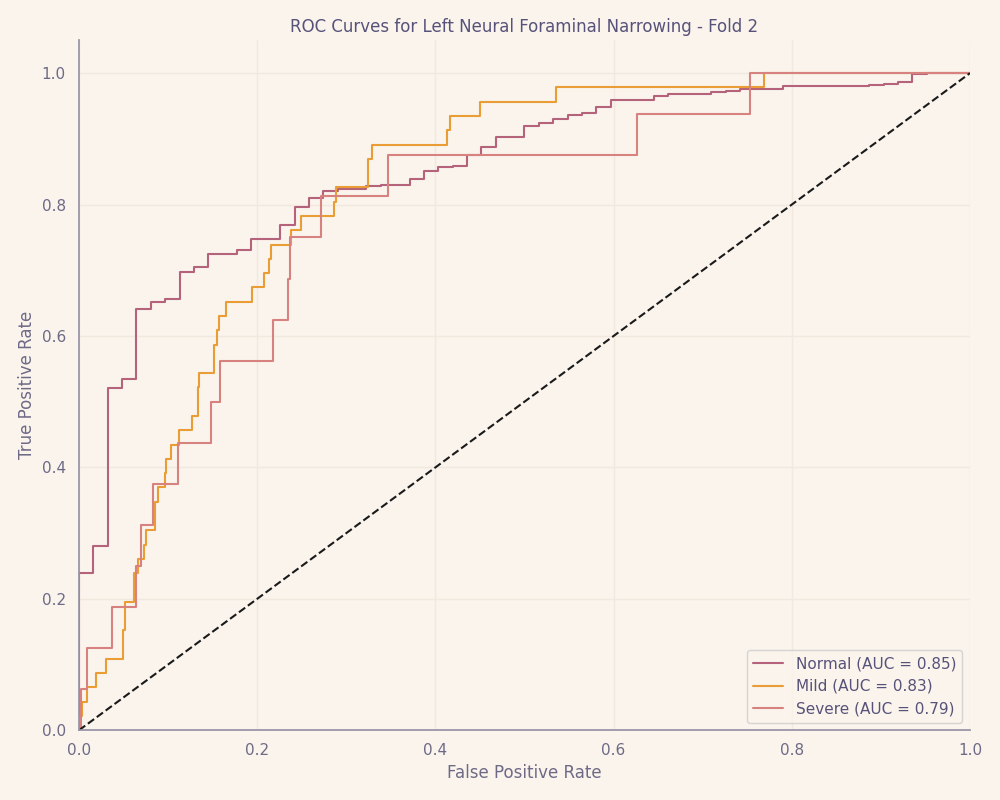 ROC Curves for Left Neural Foraminal Narrowing - Fold 2
True Positive Rate
1.0
0.8
0.6
0.4
0.2
0.0
0.0 0.2 0.4 0.6 0.8 1.0
False Positive Rate
Normal (AUC = 0.85)
Mild (AUC = 0.83)
Severe (AUC = 0.79)